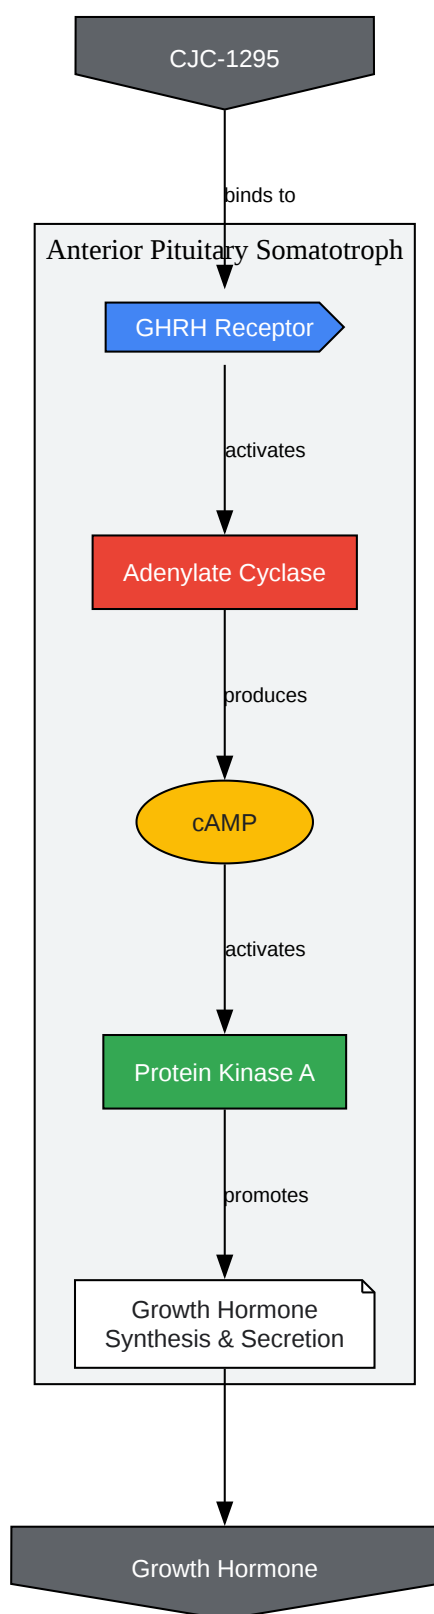 CJC-1295
binds to
Anterior Pituitary Somatotroph
GHRH Receptor
activates
Adenylate Cyclase
produces
cAMP
activates
Protein Kinase A
promotes
Growth Hormone
Synthesis & Secretion
Growth Hormone